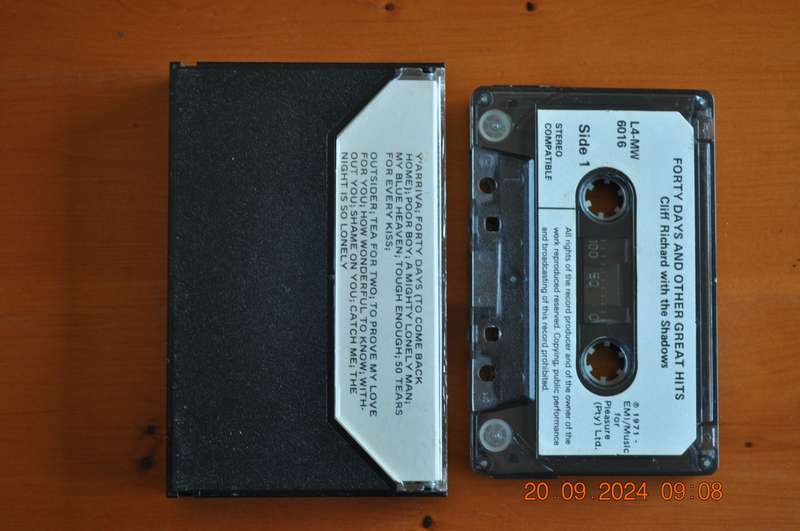 Y'ARRIVA; FORTY DAYS (TO COME BACK
HOME); POOR BOY; A MIGHTY LONELY MAN;
MY BLUE HEAVEN; TOUGH ENOUGH; 50 TEARS
FOR EVERY KISS;
OUTSIDER; TEA FOR TWO; TO PROVE MY LOVE
FOR YOU; HOW WONDERFUL TO KNOW; WITH-
OUT YOU; SHAME ON YOU; CATCH ME; THE
NIGHT IS SO LONELY
FORTY DAYS AND OTHER GREAT HITS
Cliff Richard with the Shadows
L4-MW
6016
Side 1
STEREO
COMPATIBLE
100 50 0
℗ 1971 -
EMI/Music
for
Pleasure
(Pty) Ltd.
All rights of the record producer and of the owner of the
work reproduced reserved. Copying, public performance
and broadcasting of this record prohibited.
20.09.2024 09:08